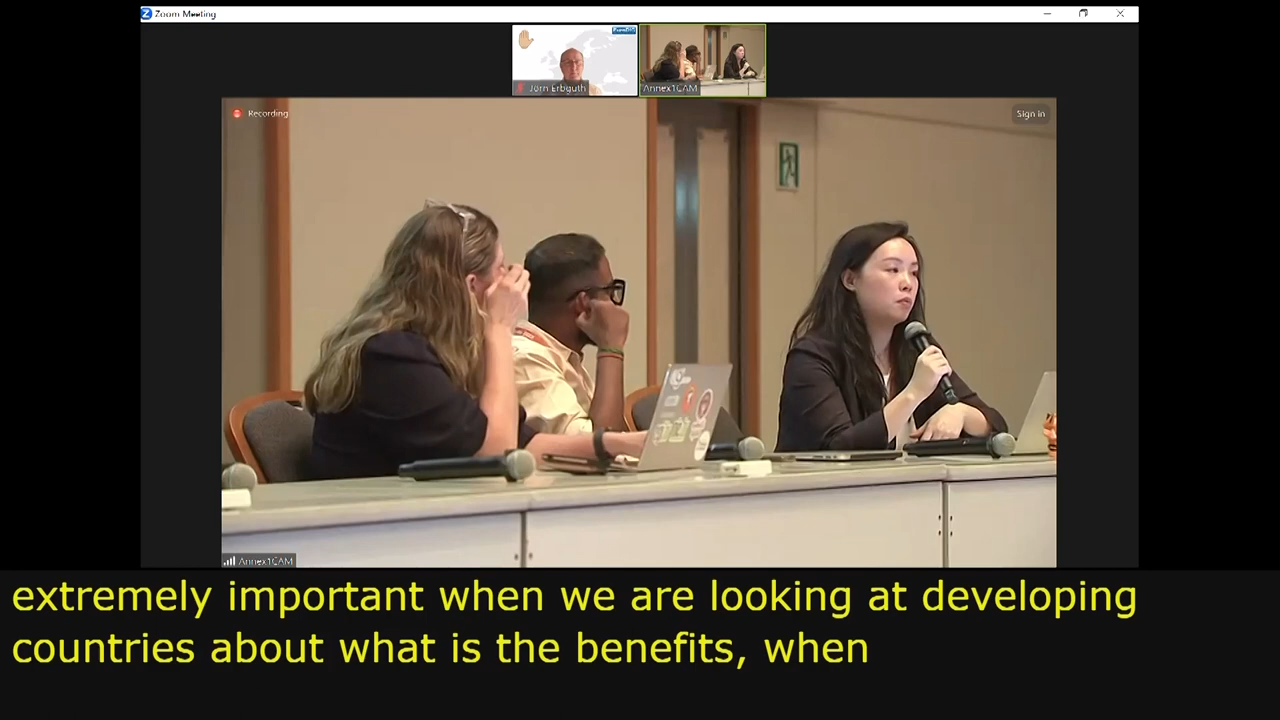 Zoom Meeting
Jörn Erbguth
Annex1CAM
Recording
Sign in
Annex1CAM
extremely important when we are looking at developing
countries about what is the benefits, when